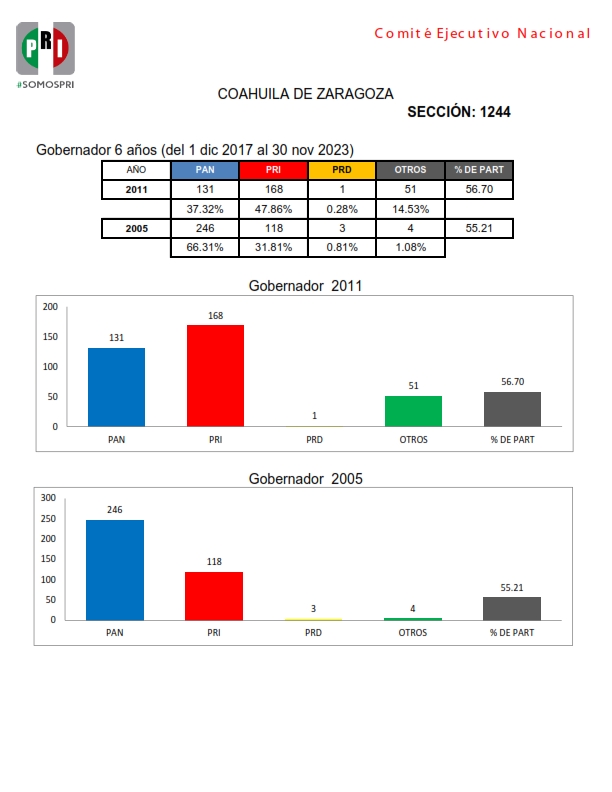 PRI
#SOMOSPRI
Comité Ejecutivo Nacional
COAHUILA DE ZARAGOZA
SECCIÓN: 1244
Gobernador 6 años (del 1 dic 2017 al 30 nov 2023)
AÑO PAN PRI PRD OTROS % DE PART
2011 131 168 1 51 56.70
37.32% 47.86% 0.28% 14.53%
2005 246 118 3 4 55.21
66.31% 31.81% 0.81% 1.08%
Gobernador 2011
200
150
100
50
0
131
168
1
51
56.70
PAN PRI PRD OTROS % DE PART
Gobernador 2005
300
250
200
150
100
50
0
246
118
3
4
55.21
PAN PRI PRD OTROS % DE PART